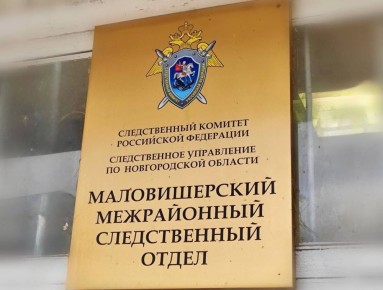 СЛЕДСТВЕННЫЙ КОМИТЕТ
РОССИЙСКОЙ ФЕДЕРАЦИИ
СЛЕДСТВЕННОЕ УПРАВЛЕНИЕ
ПО НОВГОРОДСКОЙ ОБЛАСТИ
МАЛОВИШЕРСКИЙ
МЕЖРАЙОННЫЙ
СЛЕДСТВЕННЫЙ
ОТДЕЛ